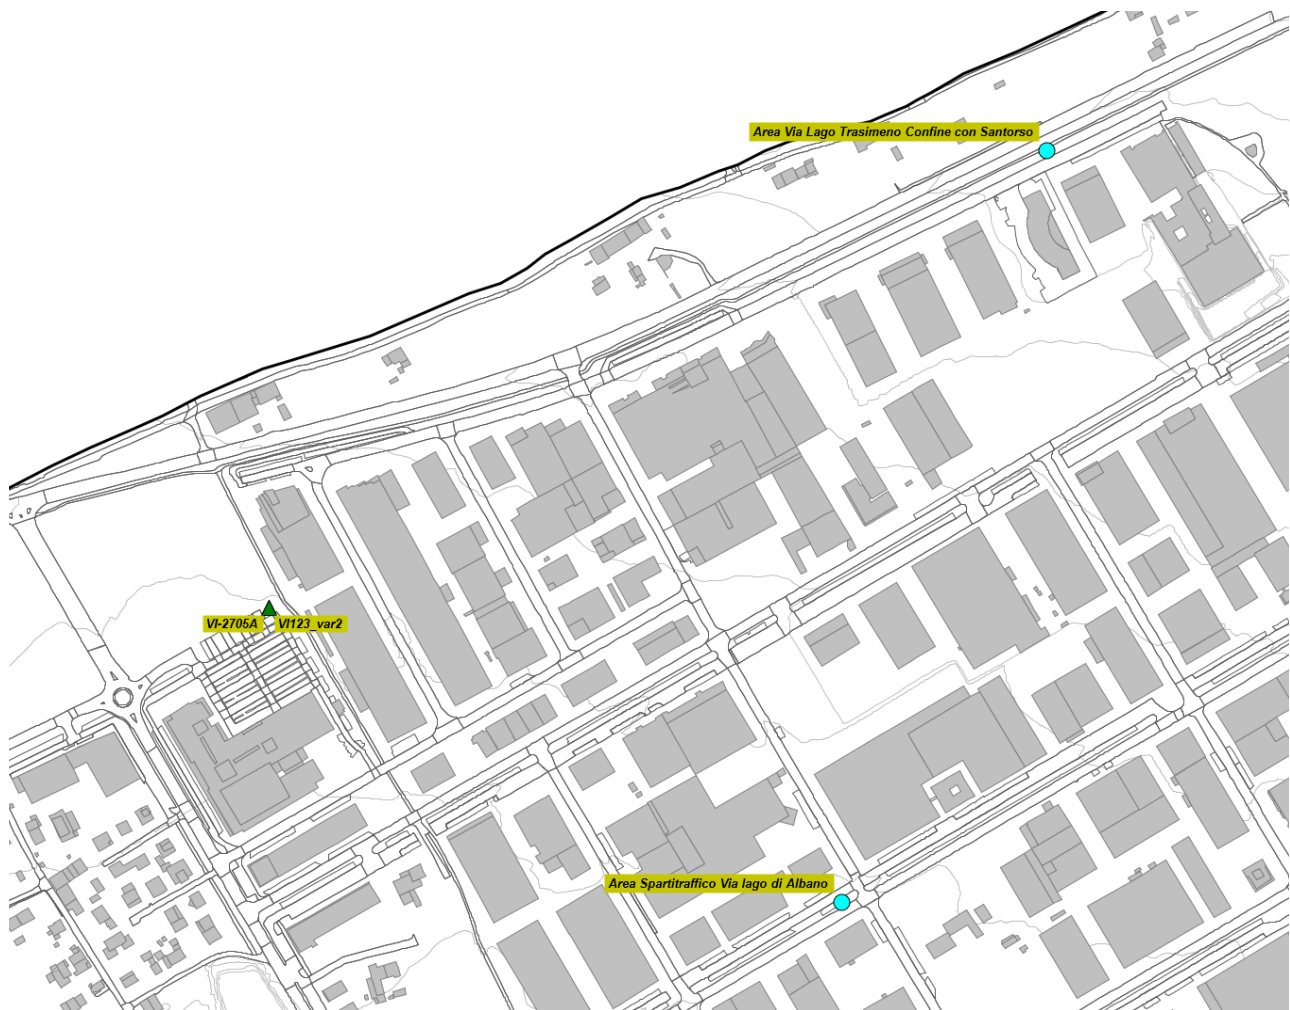 Area Via Lago Trasimeno Confine con Santorso
VI-2705A
VI123_var2
Area Spartitraffico Via lago di Albano